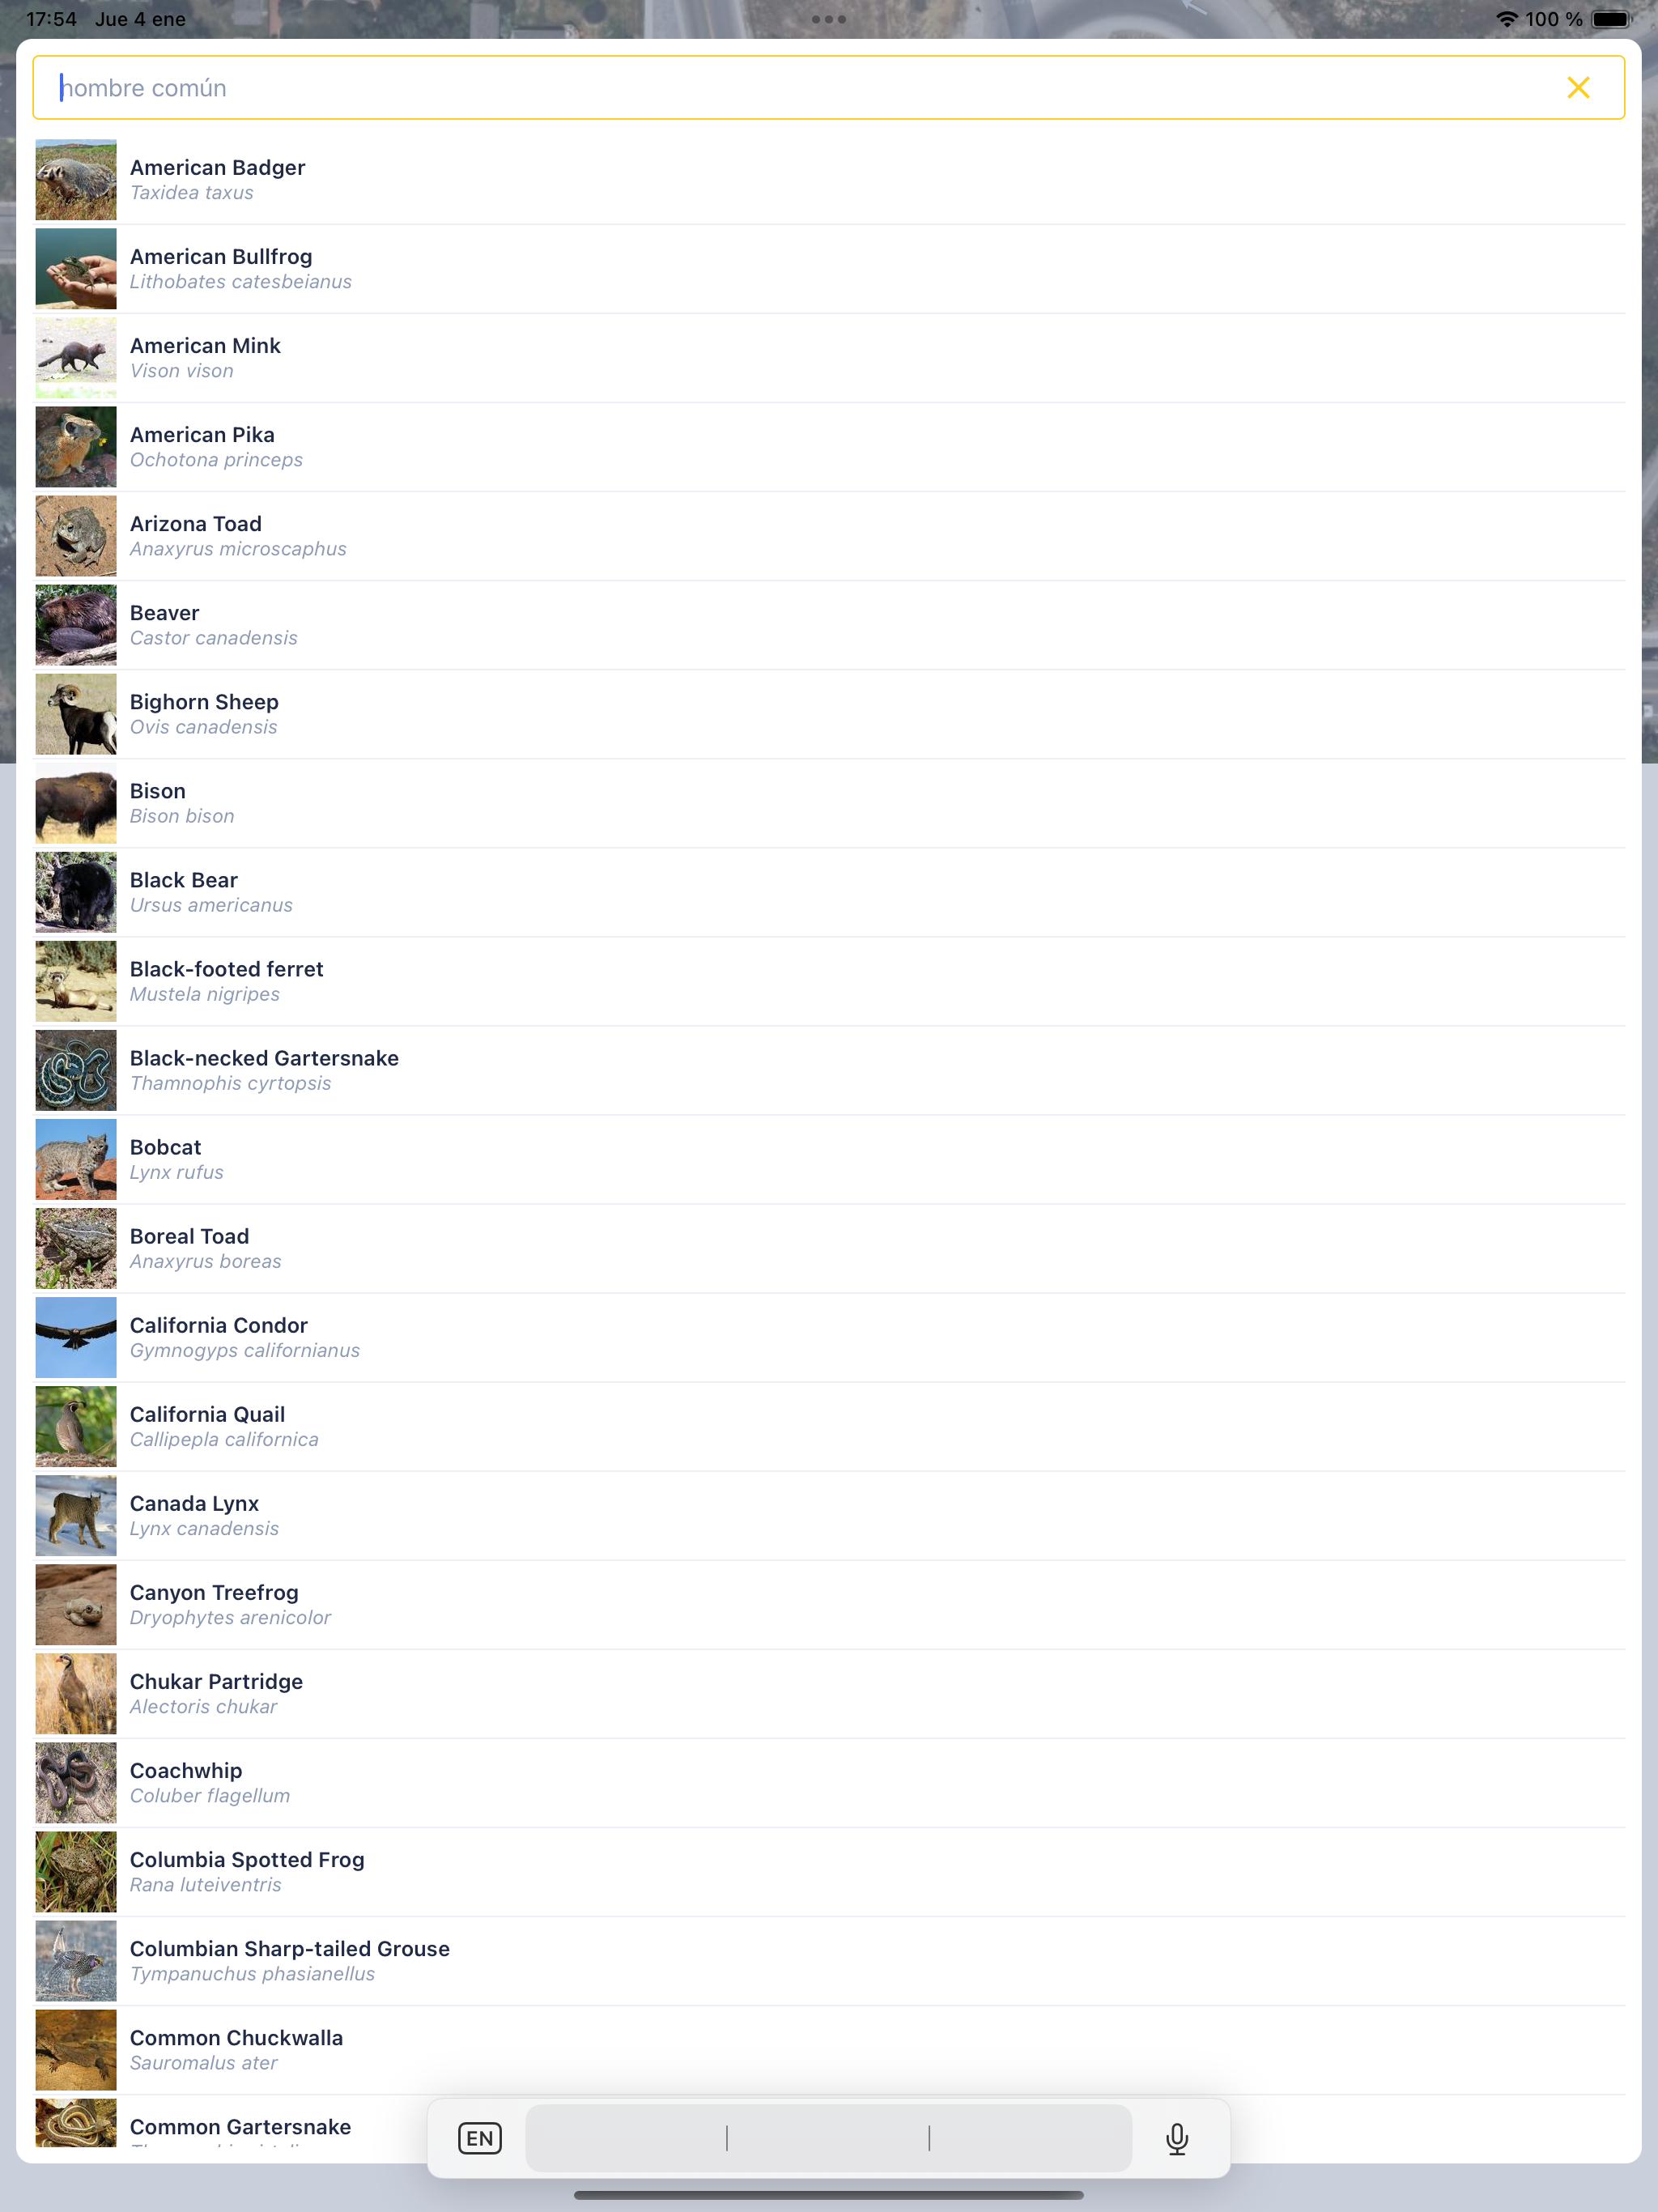 17:54 Jue 4 ene
100 %
nombre común
American Badger
Taxidea taxus
American Bullfrog
Lithobates catesbeianus
American Mink
Vison vison
American Pika
Ochotona princeps
Arizona Toad
Anaxyrus microscaphus
Beaver
Castor canadensis
Bighorn Sheep
Ovis canadensis
Bison
Bison bison
Black Bear
Ursus americanus
Black-footed ferret
Mustela nigripes
Black-necked Gartersnake
Thamnophis cyrtopsis
Bobcat
Lynx rufus
Boreal Toad
Anaxyrus boreas
California Condor
Gymnogyps californianus
California Quail
Callipepla californica
Canada Lynx
Lynx canadensis
Canyon Treefrog
Dryophytes arenicolor
Chukar Partridge
Alectoris chukar
Coachwhip
Coluber flagellum
Columbia Spotted Frog
Rana luteiventris
Columbian Sharp-tailed Grouse
Tympanuchus phasianellus
Common Chuckwalla
Sauromalus ater
Common Gartersnake
EN